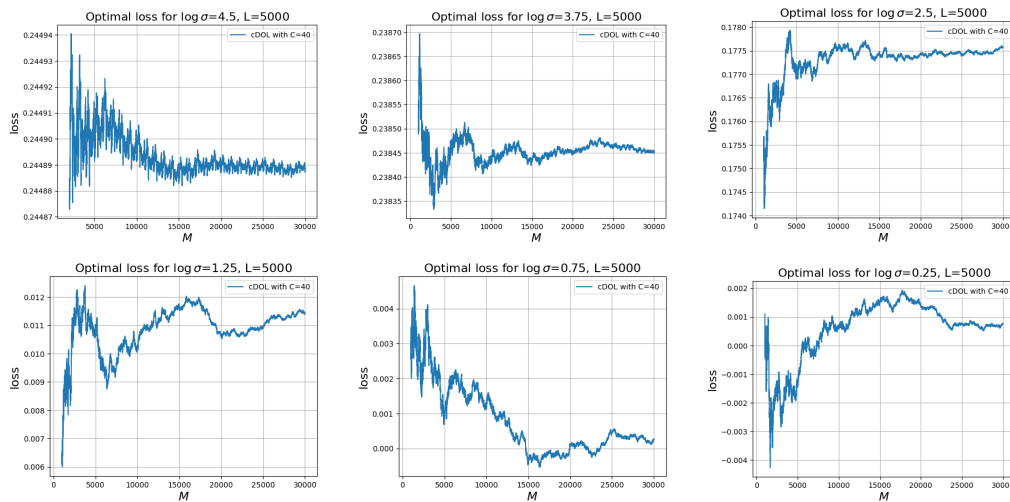 Optimal loss for log σ=4.5, L=5000
cDOL with C=40
0.24494
0.24493
0.24492
0.24491
0.24490
0.24489
0.24488
0.24487
loss
5000 10000 15000 20000 25000 30000
M
Optimal loss for log σ=3.75, L=5000
cDOL with C=40
0.23870
0.23865
0.23860
0.23855
0.23850
0.23845
0.23840
0.23835
loss
0 5000 10000 15000 20000 25000 30000
M
Optimal loss for log σ=2.5, L=5000
cDOL with C=40
0.1780
0.1775
0.1770
0.1765
0.1760
0.1755
0.1750
0.1745
0.1740
loss
0 5000 10000 15000 20000 25000 30000
M
Optimal loss for log σ=1.25, L=5000
cDOL with C=40
0.012
0.011
0.010
0.009
0.008
0.007
0.006
loss
0 5000 10000 15000 20000 25000 30000
M
Optimal loss for log σ=0.75, L=5000
cDOL with C=40
0.004
0.003
0.002
0.001
0.000
loss
0 5000 10000 15000 20000 25000 30000
M
Optimal loss for log σ=0.25, L=5000
cDOL with C=40
0.002
0.001
0.000
−0.001
−0.002
−0.003
−0.004
loss
0 5000 10000 15000 20000 25000 30000
M